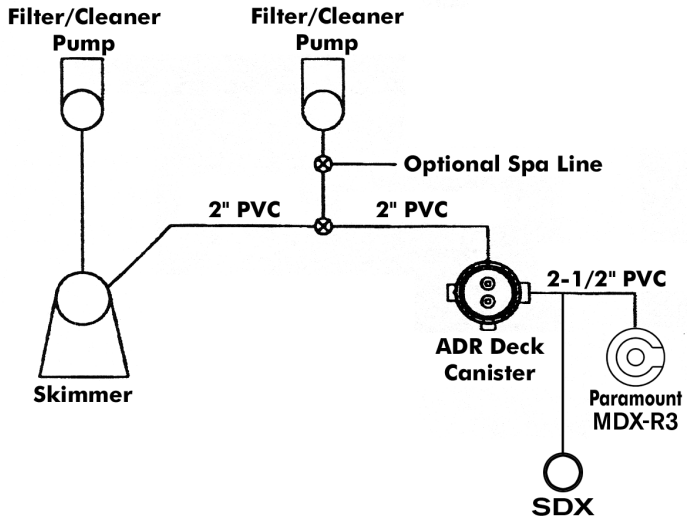 Filter/Cleaner
Pump
Filter/Cleaner
Pump
Optional Spa Line
2" PVC
2" PVC
2-1/2" PVC
ADR Deck
Canister
Skimmer
Paramount
MDX-R3
SDX